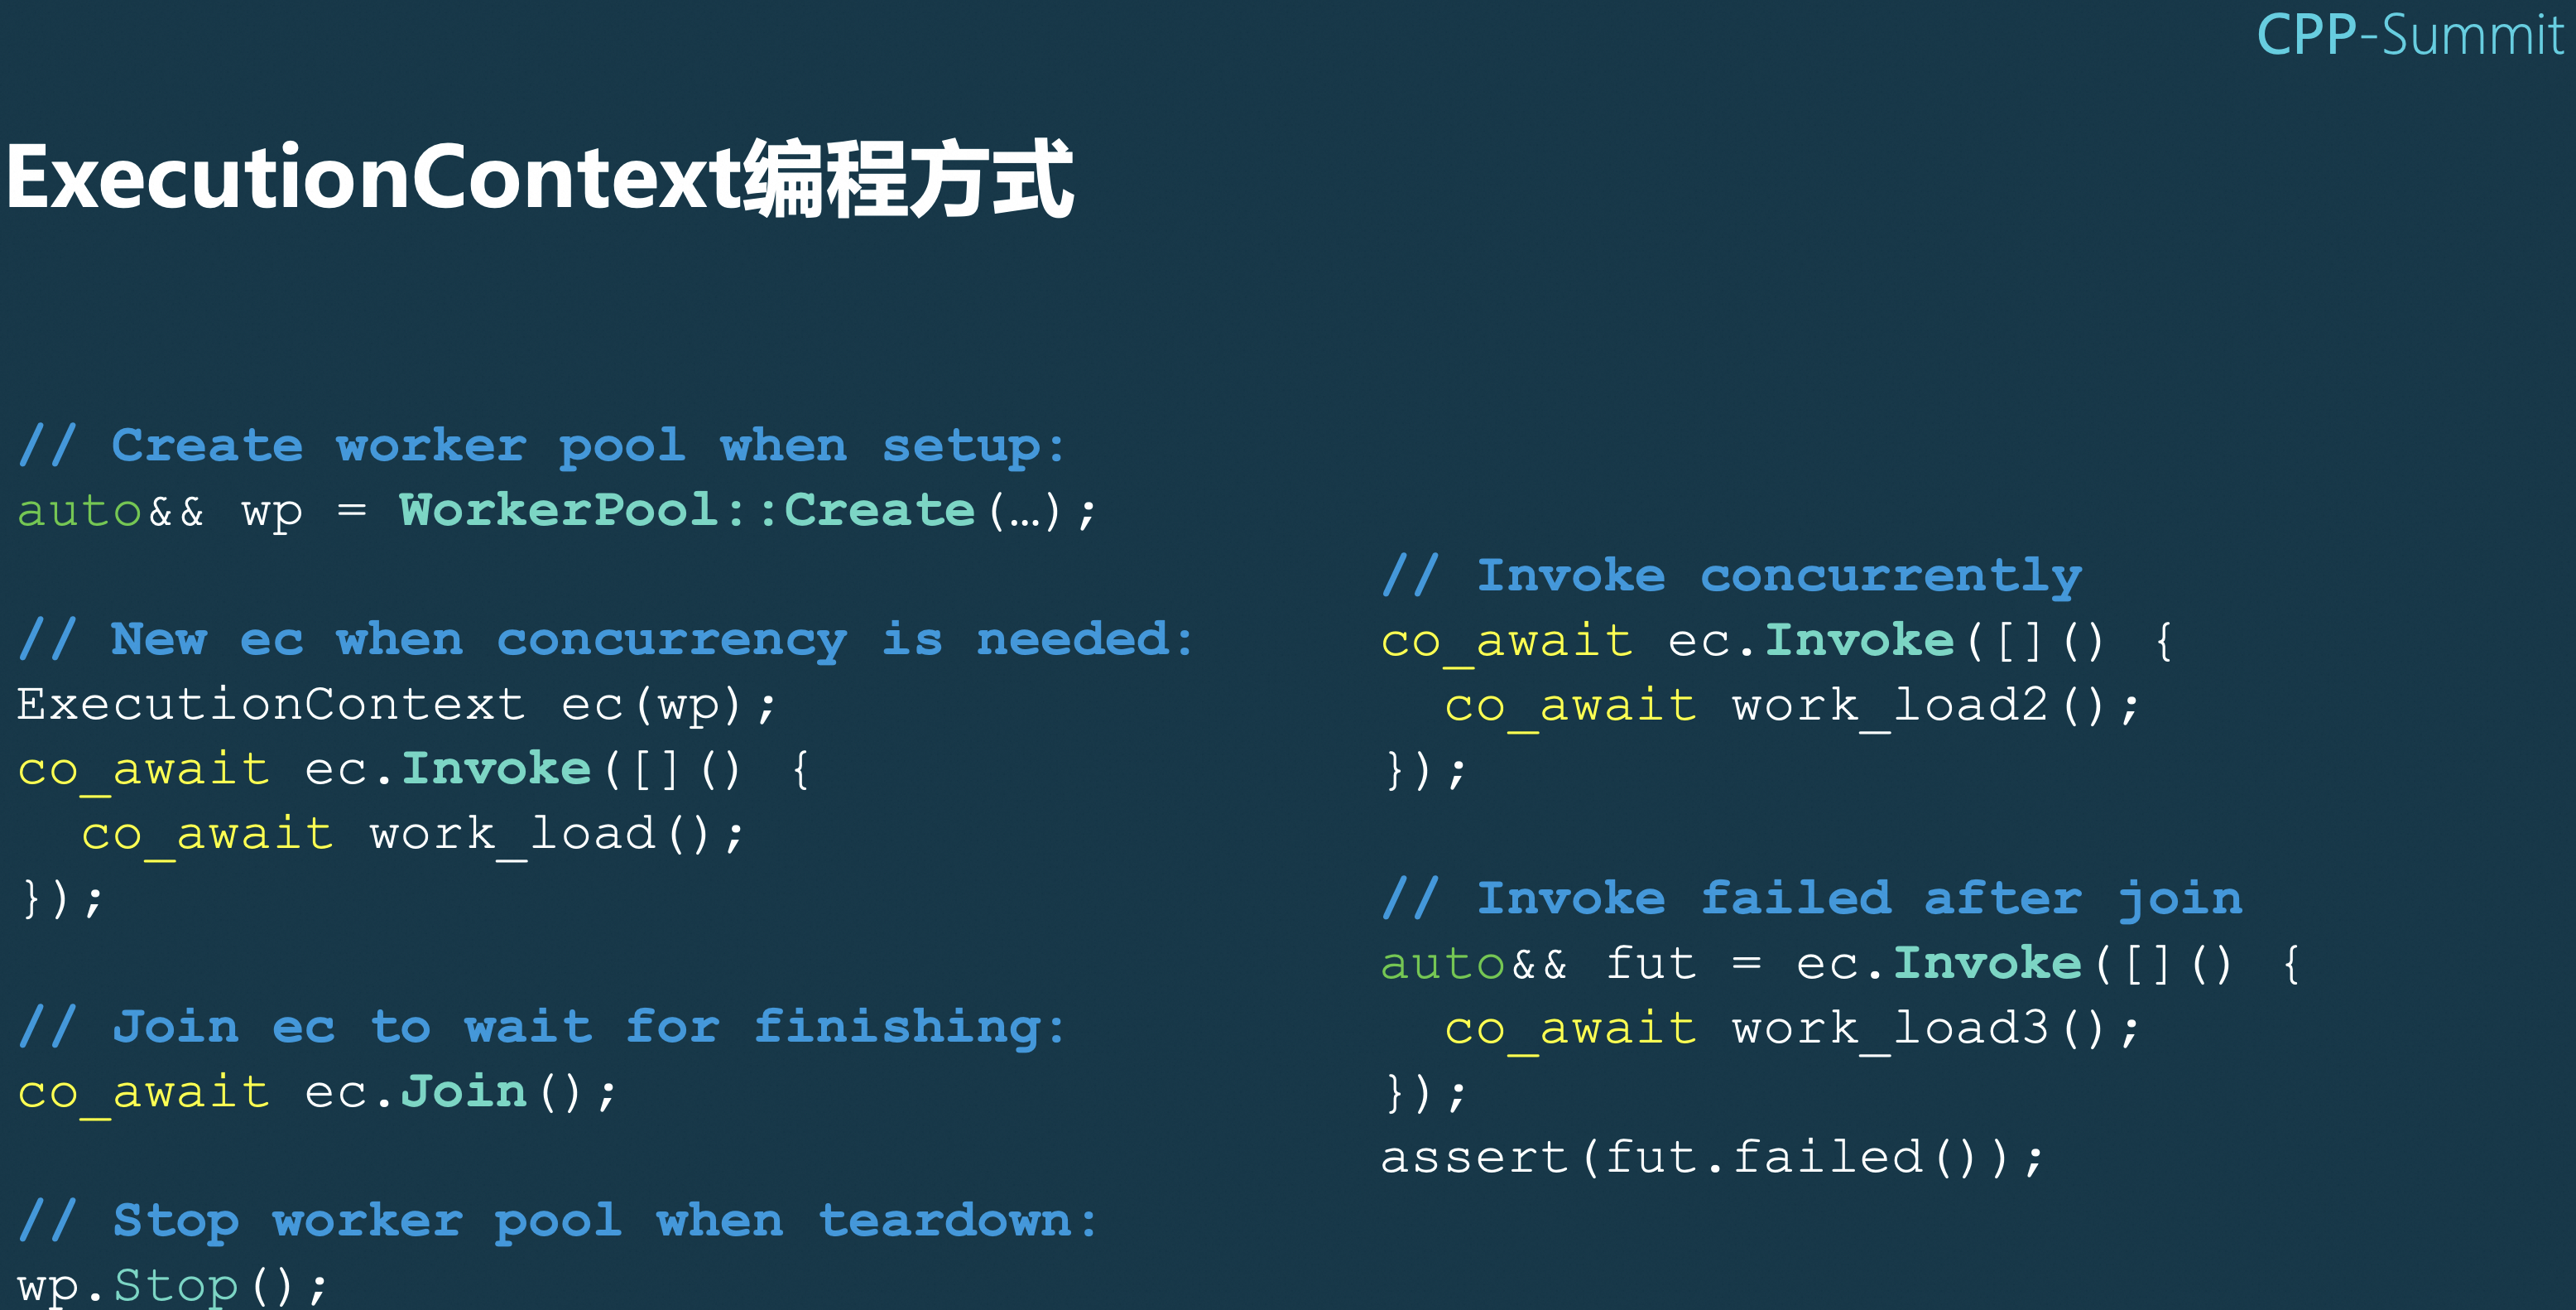 CPP-Summit
ExecutionContext编程方式
// Create worker pool when setup:
auto&& wp = WorkerPool::Create(…);
// New ec when concurrency is needed:
ExecutionContext ec(wp);
co_await ec.Invoke([]() {
  co_await work_load();
});
// Join ec to wait for finishing:
co_await ec.Join();
// Stop worker pool when teardown:
wp.Stop();
// Invoke concurrently
co_await ec.Invoke([]() {
  co_await work_load2();
});
// Invoke failed after join
auto&& fut = ec.Invoke([]() {
  co_await work_load3();
});
assert(fut.failed());